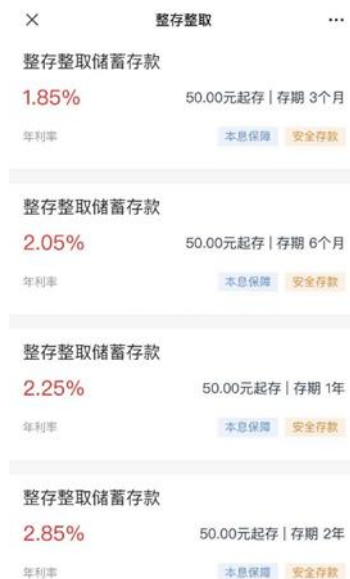 整存整取
整存整取储蓄存款
1.85% 50.00元起存 | 存期 3个月
年利率 本息保障 安全存款
整存整取储蓄存款
2.05% 50.00元起存 | 存期 6个月
年利率 本息保障 安全存款
整存整取储蓄存款
2.25% 50.00元起存 | 存期 1年
年利率 本息保障 安全存款
整存整取储蓄存款
2.85% 50.00元起存 | 存期 2年
年利率 本息保障 安全存款